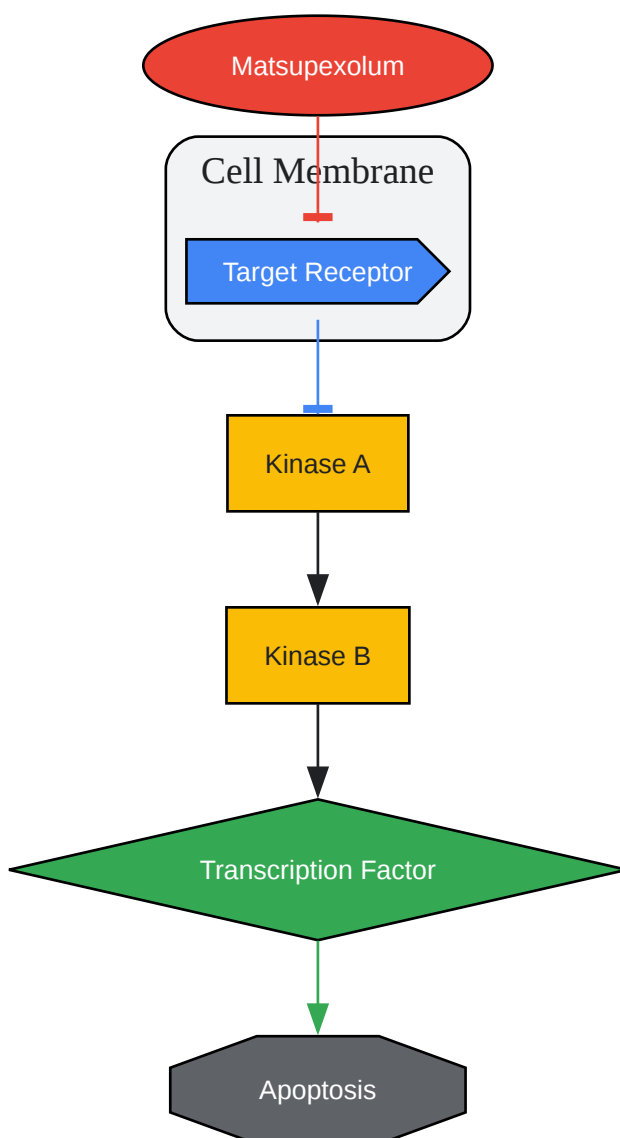 Matsupexolum
Cell Membrane
Target Receptor
Kinase A
Kinase B
Transcription Factor
Apoptosis